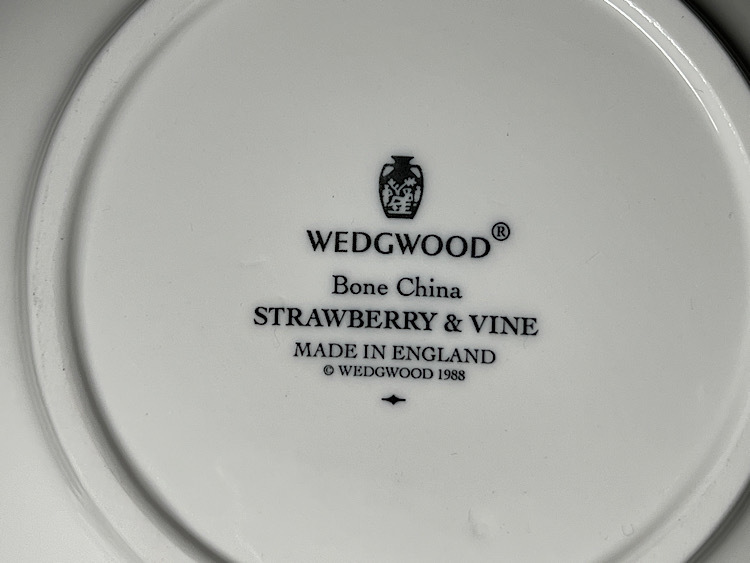 WEDGWOOD®
Bone China
STRAWBERRY & VINE
MADE IN ENGLAND
© WEDGWOOD 1988